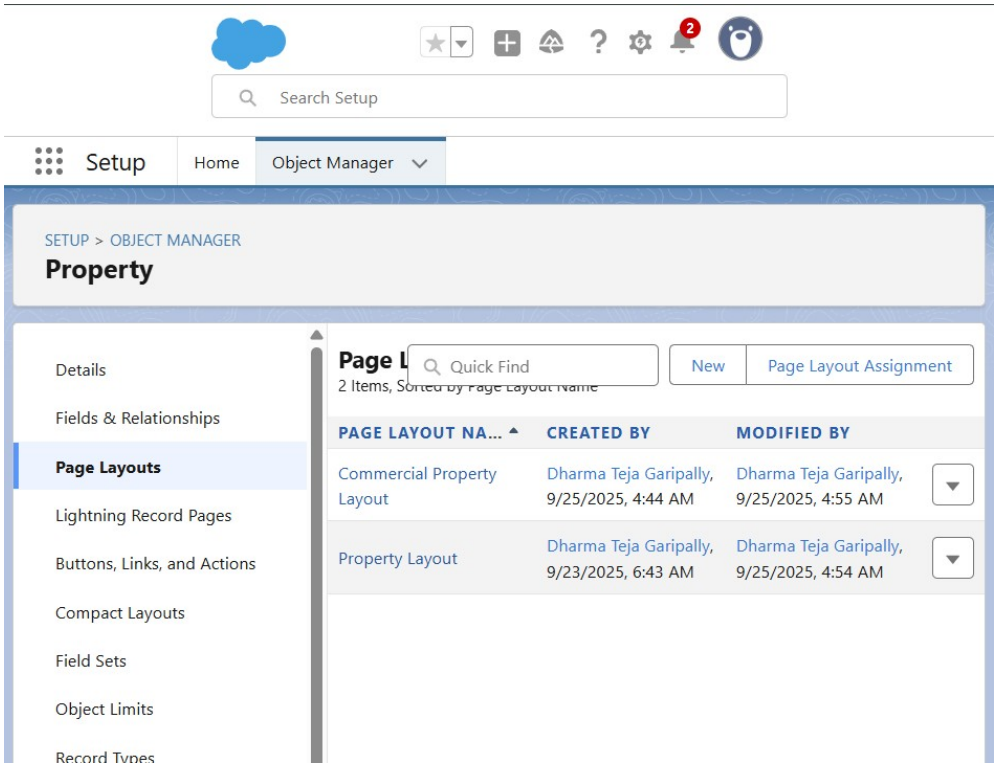 2
Search Setup
Setup
Home
Object Manager
SETUP > OBJECT MANAGER
Property
Details
Fields & Relationships
Page Layouts
Lightning Record Pages
Buttons, Links, and Actions
Compact Layouts
Field Sets
Object Limits
Record Types
Page L
Quick Find
New
Page Layout Assignment
2 Items, Sorted by Page Layout Name
PAGE LAYOUT NA... CREATED BY MODIFIED BY
Commercial Property
Layout
Dharma Teja Garipally,
9/25/2025, 4:44 AM
Dharma Teja Garipally,
9/25/2025, 4:55 AM
Property Layout
Dharma Teja Garipally,
9/23/2025, 6:43 AM
Dharma Teja Garipally,
9/25/2025, 4:54 AM